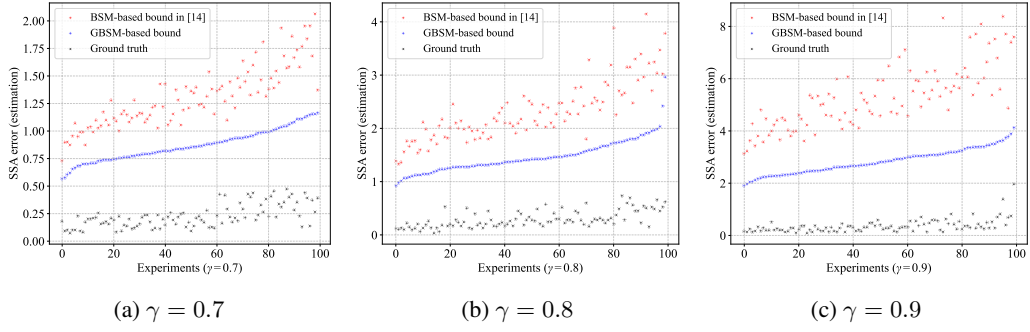 SSA error (estimation)
2.00
1.75
1.50
1.25
1.00
0.75
0.50
0.25
0.00
BSM-based bound in [14]
GBSM-based bound
Ground truth
0 20 40 60 80 100
Experiments (γ=0.7)
(a) γ = 0.7
SSA error (estimation)
4
3
2
1
0
BSM-based bound in [14]
GBSM-based bound
Ground truth
0 20 40 60 80 100
Experiments (γ=0.8)
(b) γ = 0.8
SSA error (estimation)
8
6
4
2
0
BSM-based bound in [14]
GBSM-based bound
Ground truth
0 20 40 60 80 100
Experiments (γ=0.9)
(c) γ = 0.9